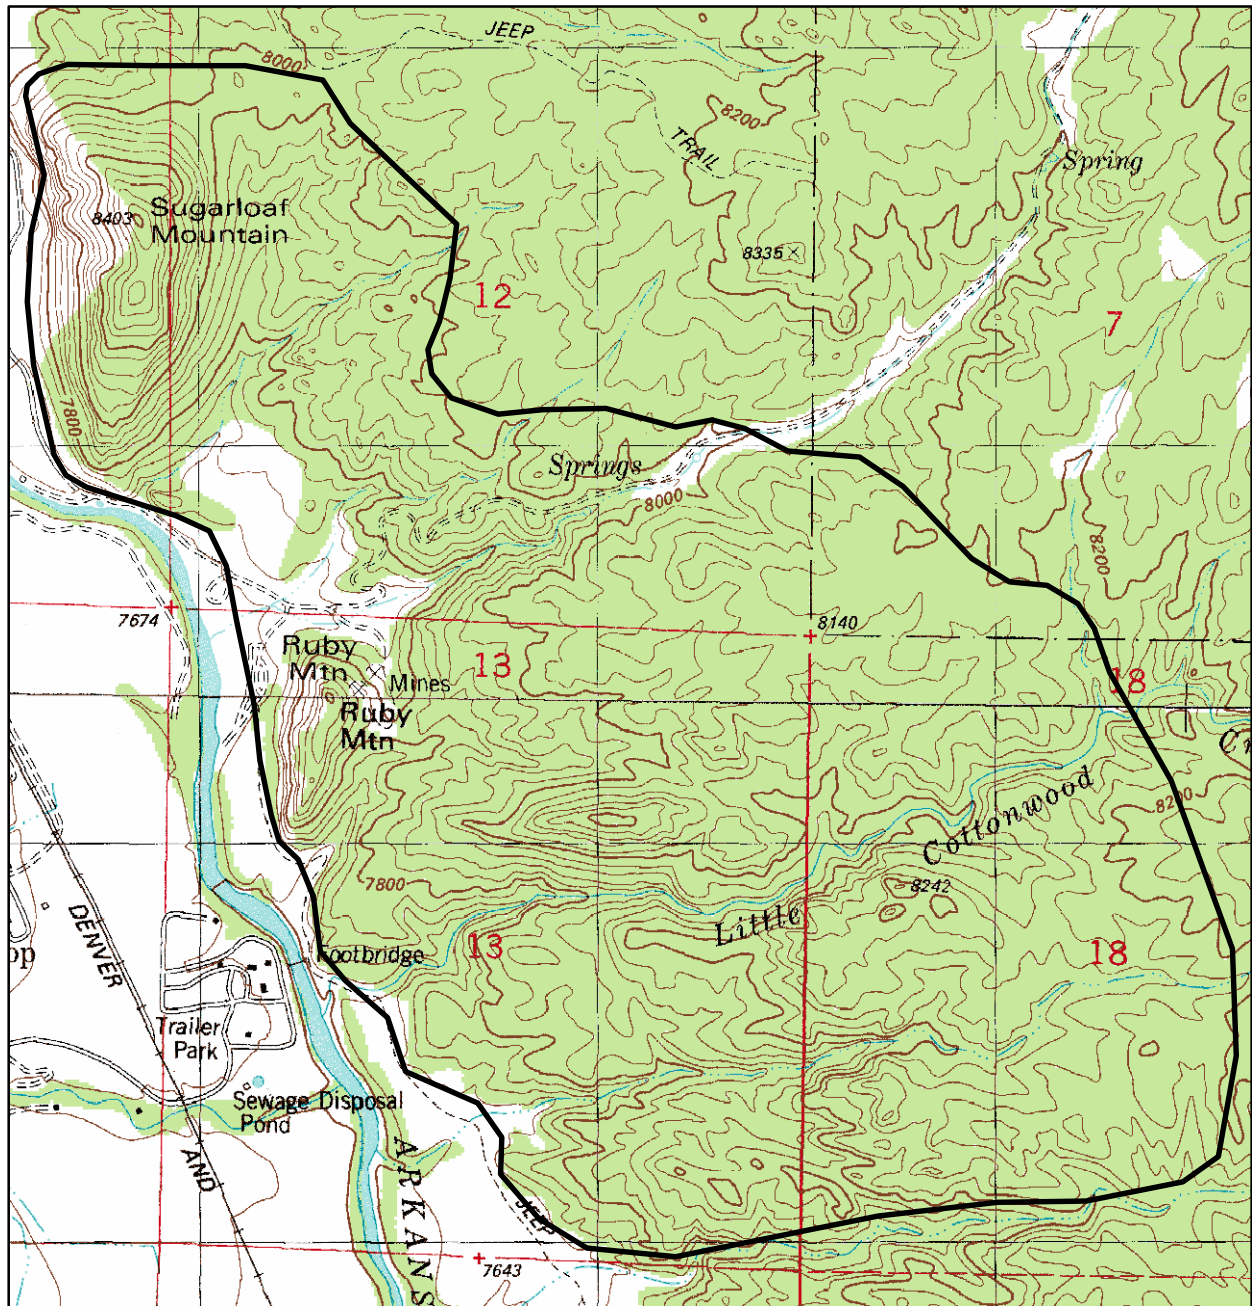 JEEP
8000
8200
TRAIL
Spring
8403
Sugarloaf
Mountain
8335
12
7
7800
Springs
8000
8200
7674
8140
Ruby
Mtn
13
Mines
18
Ruby
Mtn
8200
Cottonwood
7800
8242
Little
DENVER
op
Footbridge
13
18
Trailer
Park
Sewage Disposal
Pond
AND
JEEP
7643